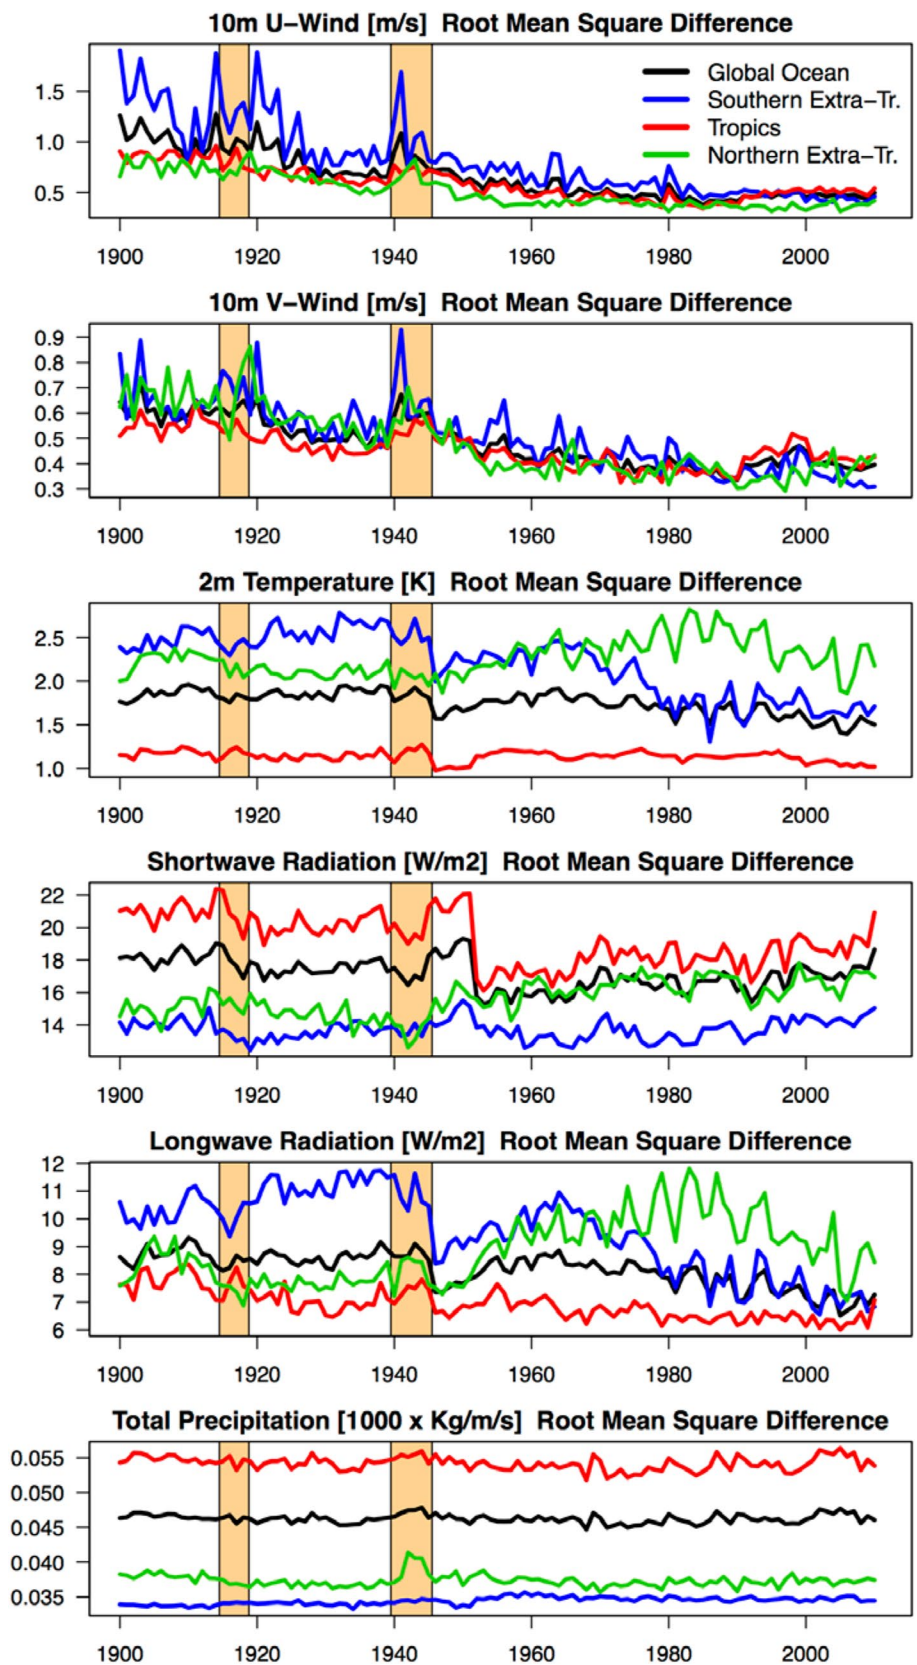 10m U−Wind [m/s] Root Mean Square Difference
1.5
1.0
0.5
Global Ocean
Southern Extra−Tr.
Tropics
Northern Extra−Tr.
1900 1920 1940 1960 1980 2000
10m V−Wind [m/s] Root Mean Square Difference
0.9
0.8
0.7
0.6
0.5
0.4
0.3
1900 1920 1940 1960 1980 2000
2m Temperature [K] Root Mean Square Difference
2.5
2.0
1.5
1.0
1900 1920 1940 1960 1980 2000
Shortwave Radiation [W/m2] Root Mean Square Difference
22
20
18
16
14
1900 1920 1940 1960 1980 2000
Longwave Radiation [W/m2] Root Mean Square Difference
12
11
10
9
8
7
6
1900 1920 1940 1960 1980 2000
Total Precipitation [1000 x Kg/m/s] Root Mean Square Difference
0.055
0.050
0.045
0.040
0.035
1900 1920 1940 1960 1980 2000